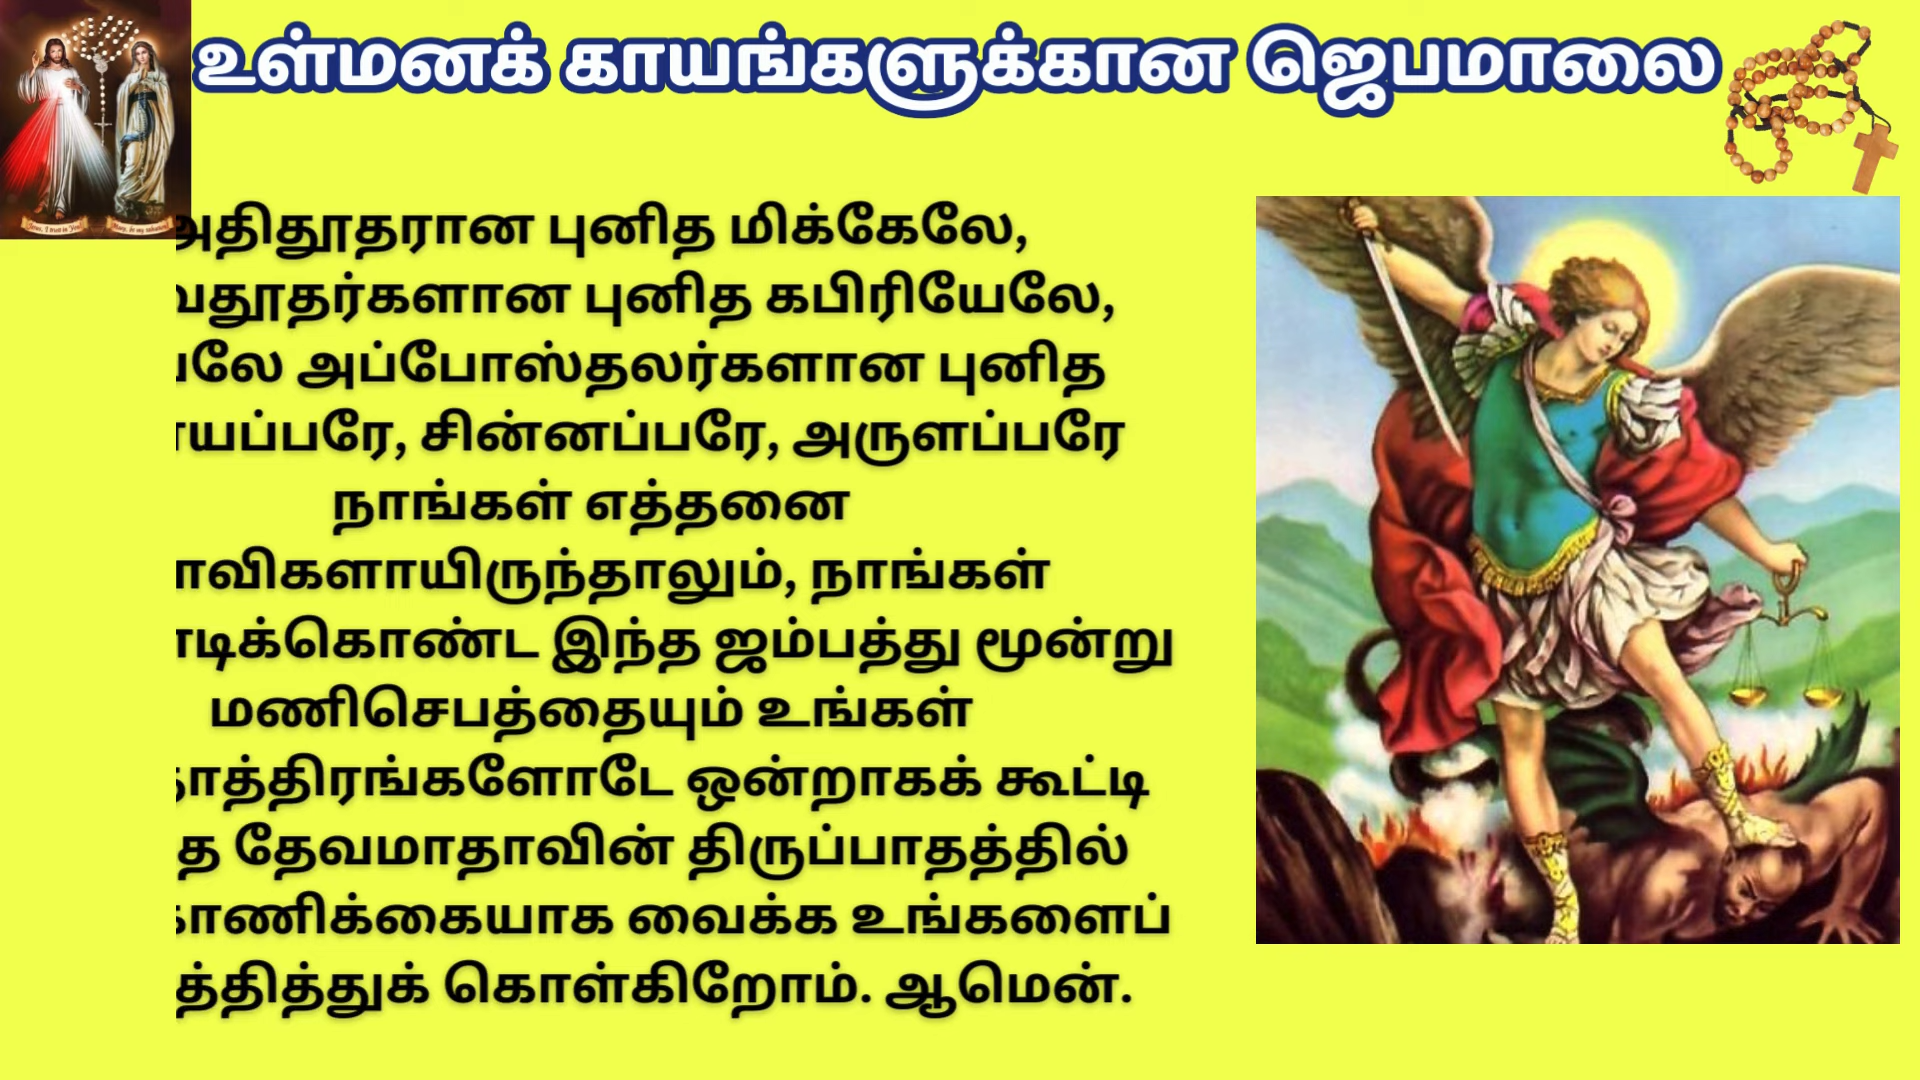 உள்மனக் காயங்களுக்கான ஜெபமாலை
அதிதூதரான புனித மிக்கேலே,
வதூதர்களான புனித கபிரியேலே,
லே அப்போஸ்தலர்களான புனித
யப்பரே, சின்னப்பரே, அருளப்பரே
நாங்கள் எத்தனை
ாவிகளாயிருந்தாலும், நாங்கள்
டிக்கொண்ட இந்த ஜம்பத்து மூன்று
மணிசெபத்தையும் உங்கள்
ாத்திரங்களோடே ஒன்றாகக் கூட்டி
த தேவமாதாவின் திருப்பாதத்தில்
காணிக்கையாக வைக்க உங்களைப்
த்தித்துக் கொள்கிறோம். ஆமென்.